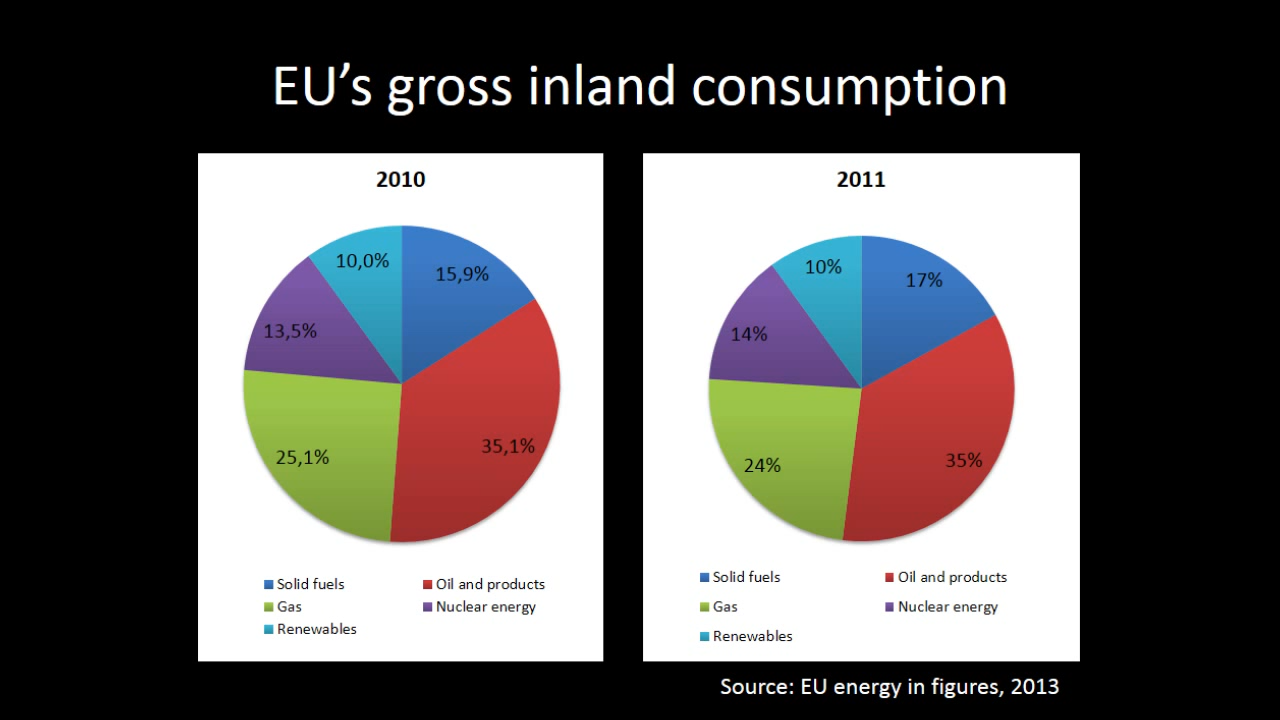 EU’s gross inland consumption
2010
10,0%
15,9%
13,5%
35,1%
25,1%
Solid fuels
Oil and products
Gas
Nuclear energy
Renewables
2011
10%
17%
14%
35%
24%
Solid fuels
Oil and products
Gas
Nuclear energy
Renewables
Source: EU energy in figures, 2013